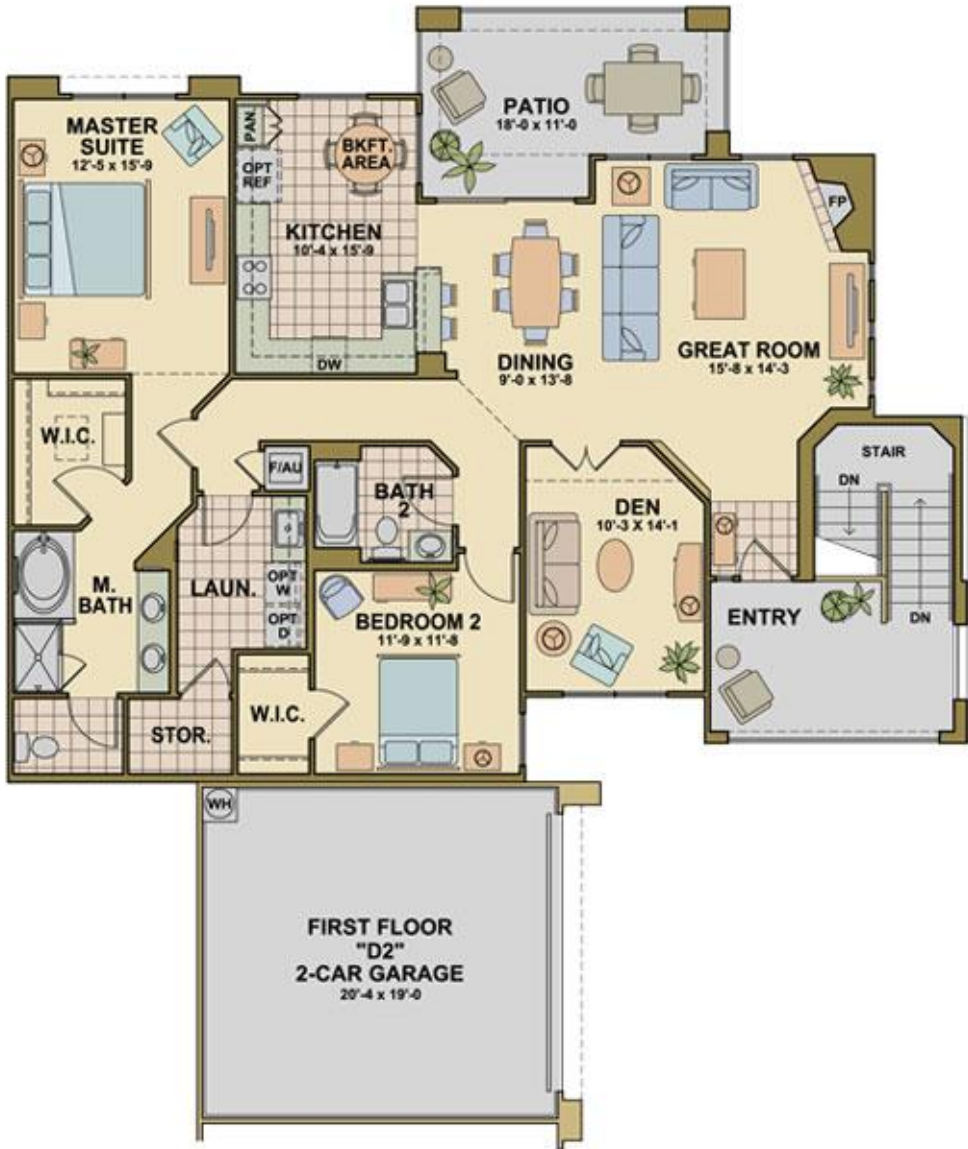 PATIO
18'-0 x 11'-0
MASTER
SUITE
12'-5 x 15'-9
PAN.
BKFT.
AREA
OPT
REF
KITCHEN
10'-4 x 15'-9
DW
DINING
9'-0 x 13'-8
GREAT ROOM
15'-8 x 14'-3
FP
W.I.C.
F/AU
BATH
2
DEN
10'-3 X 14'-1
STAIR
DN
DN
M.
BATH
LAUN.
OPT
W
OPT
D
BEDROOM 2
11'-9 x 11'-8
ENTRY
W.I.C.
STOR.
WH
FIRST FLOOR
"D2"
2-CAR GARAGE
20'-4 x 19'-0